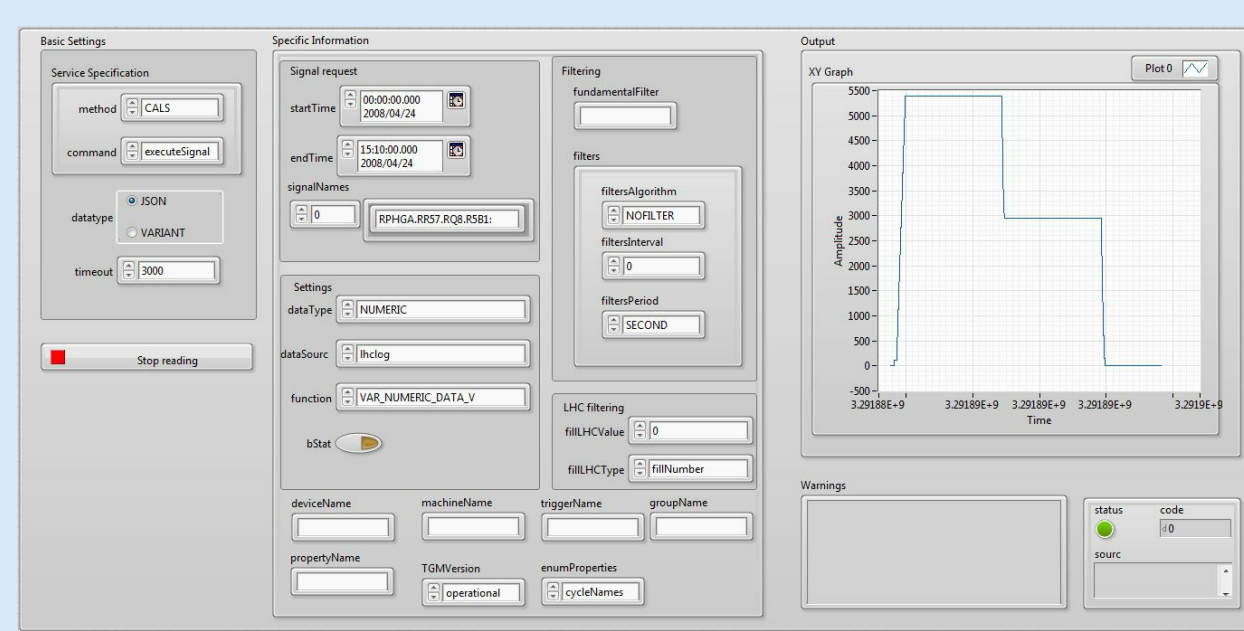 Basic Settings
Service Specification
method CALS
command executeSignal
datatype JSON
VARIANT
timeout 3000
Stop reading
Specific Information
Signal request
startTime 00:00:00.000
2008/04/24
endTime 15:10:00.000
2008/04/24
signalNames
0 RPHGA.RR57.RQ8.R5B1:
Settings
dataType NUMERIC
dataSourc lhclog
function VAR_NUMERIC_DATA_V
bStat
Filtering
fundamentalFilter
filters
filtersAlgorithm
NOFILTER
filtersInterval
0
filtersPeriod
SECOND
LHC filtering
fillLHCValue 0
fillLHCType fillNumber
deviceName machineName triggerName groupName
propertyName
TGMVersion enumProperties
operational cycleNames
Output
XY Graph Plot 0
5500
5000
4500
4000
3500
3000
2500
2000
1500
1000
500
0
-500
Amplitude
3.29188E+9 3.29189E+9 3.29189E+9 3.29189E+9 3.2919E+9
Time
Warnings
status code
d 0
sourc